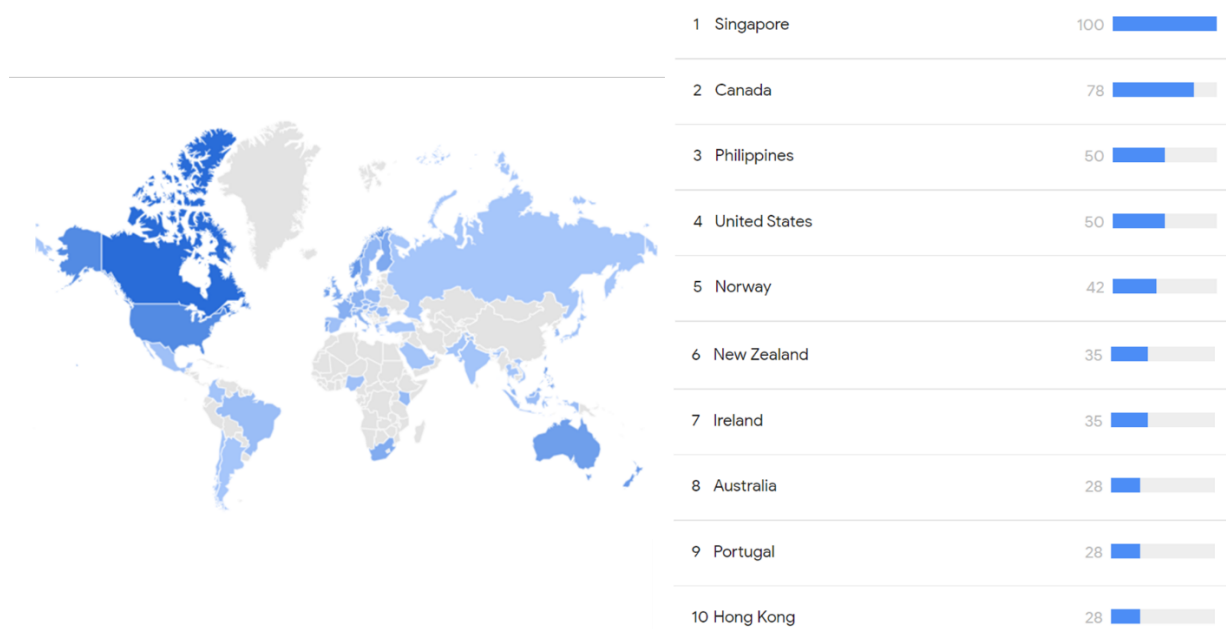 1 Singapore 100
2 Canada 78
3 Philippines 50
4 United States 50
5 Norway 42
6 New Zealand 35
7 Ireland 35
8 Australia 28
9 Portugal 28
10 Hong Kong 28